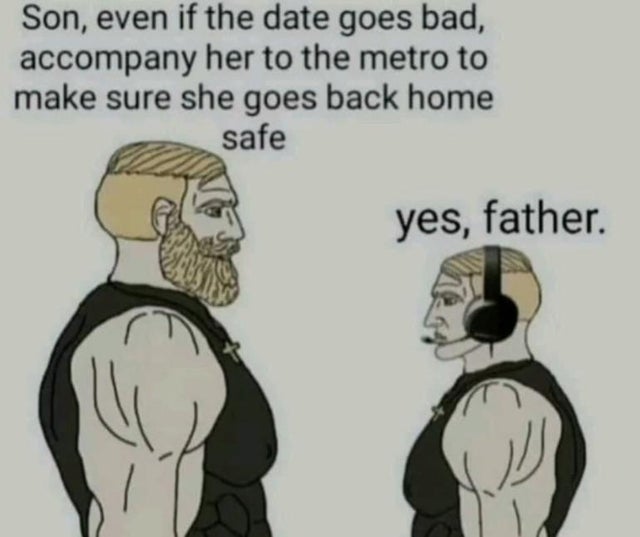 Son, even if the date goes bad,
accompany her to the metro to
make sure she goes back home
safe
yes, father.